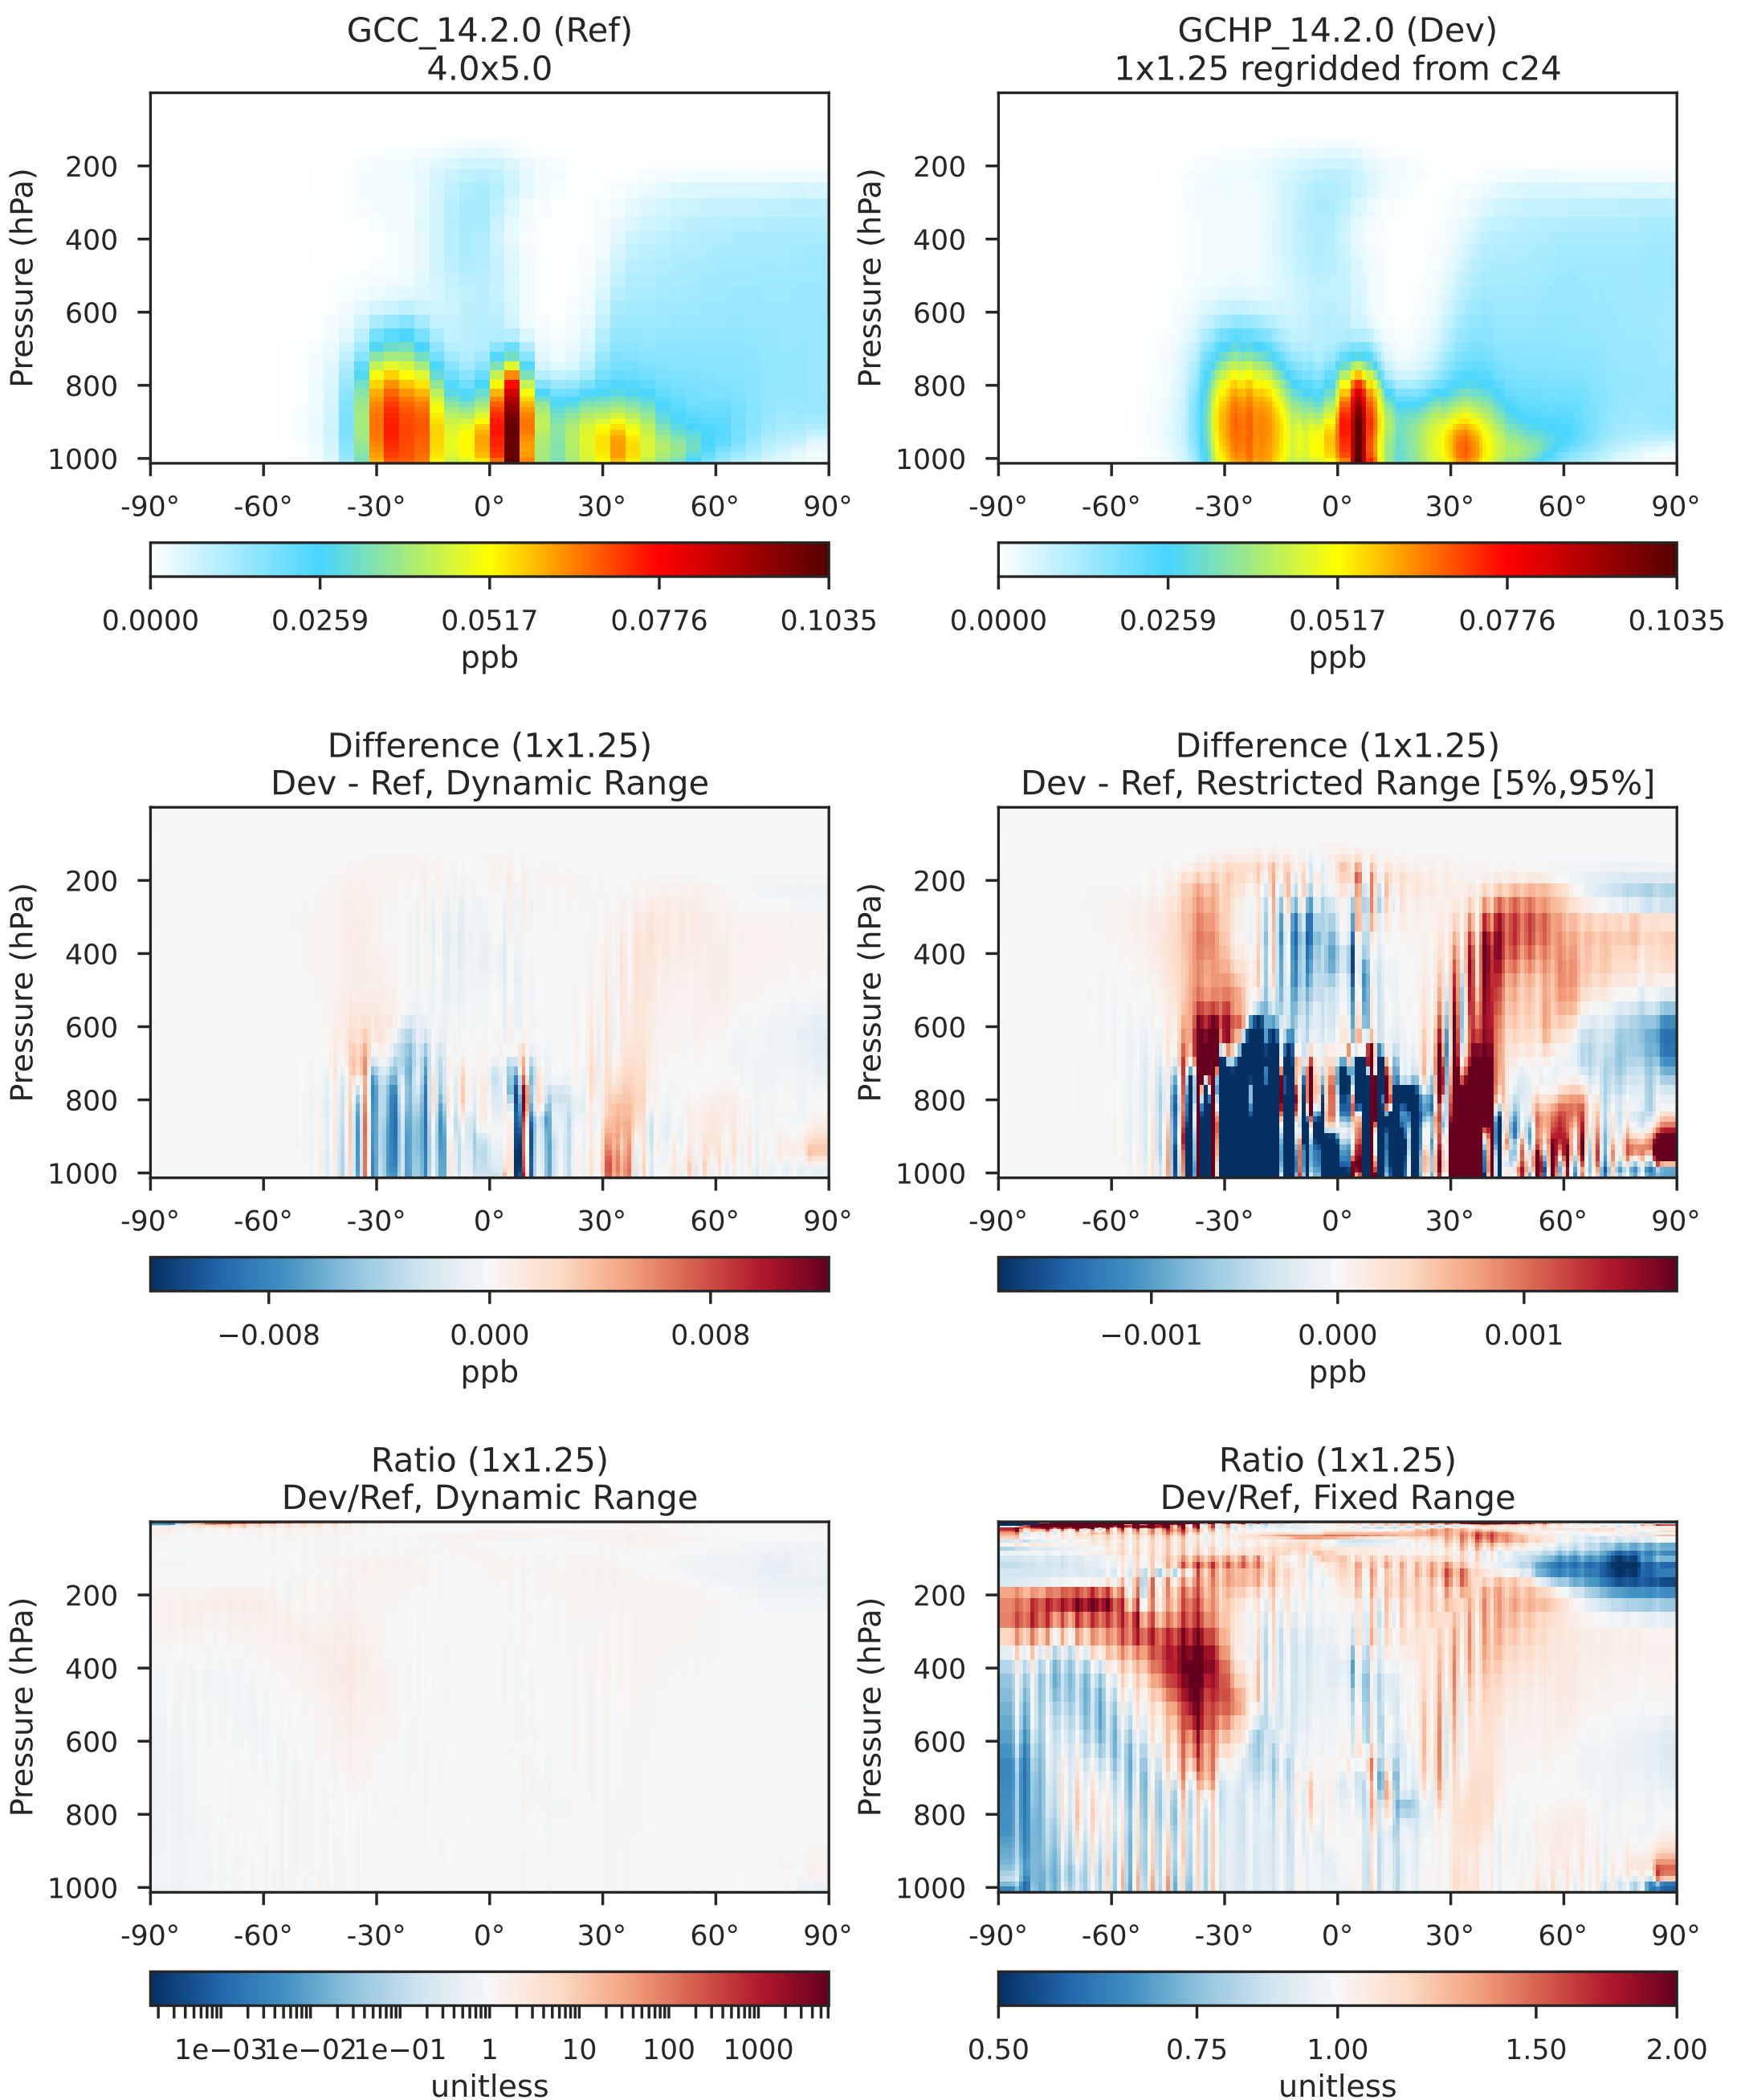 GCC_14.2.0 (Ref)
4.0x5.0
Pressure (hPa)
200
400
600
800
1000
-90° -60° -30° 0° 30° 60° 90°
0.0000 0.0259 0.0517 0.0776 0.1035
ppb
GCHP_14.2.0 (Dev)
1x1.25 regridded from c24
Pressure (hPa)
200
400
600
800
1000
-90° -60° -30° 0° 30° 60° 90°
0.0000 0.0259 0.0517 0.0776 0.1035
ppb
Difference (1x1.25)
Dev - Ref, Dynamic Range
Pressure (hPa)
200
400
600
800
1000
-90° -60° -30° 0° 30° 60° 90°
−0.008 0.000 0.008
ppb
Difference (1x1.25)
Dev - Ref, Restricted Range [5%,95%]
Pressure (hPa)
200
400
600
800
1000
-90° -60° -30° 0° 30° 60° 90°
−0.001 0.000 0.001
ppb
Ratio (1x1.25)
Dev/Ref, Dynamic Range
Pressure (hPa)
200
400
600
800
1000
-90° -60° -30° 0° 30° 60° 90°
1e−03 1e−02 1e−01 1 10 100 1000
unitless
Ratio (1x1.25)
Dev/Ref, Fixed Range
Pressure (hPa)
200
400
600
800
1000
-90° -60° -30° 0° 30° 60° 90°
0.50 0.75 1.00 1.50 2.00
unitless